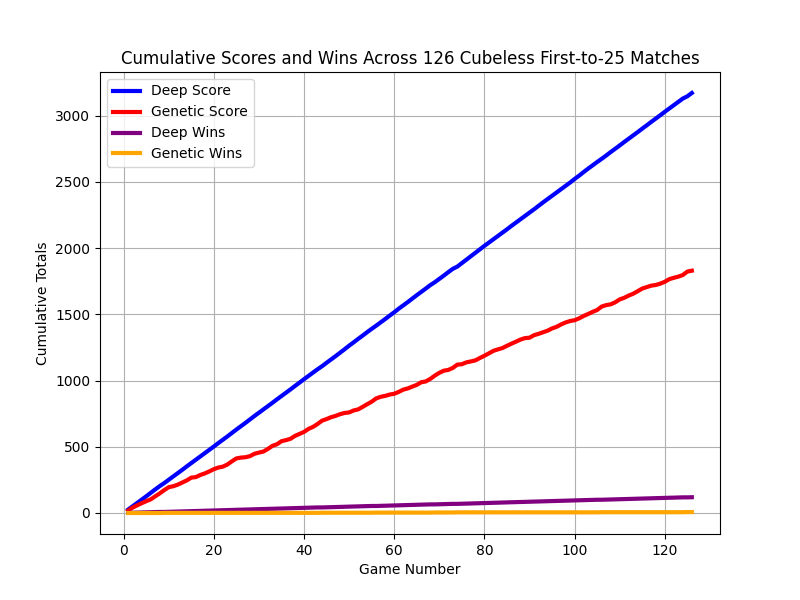 Cumulative Scores and Wins Across 126 Cubeless First-to-25 Matches
Deep Score
Genetic Score
Deep Wins
Genetic Wins
Cumulative Totals
3000
2500
2000
1500
1000
500
0
0 20 40 60 80 100 120
Game Number